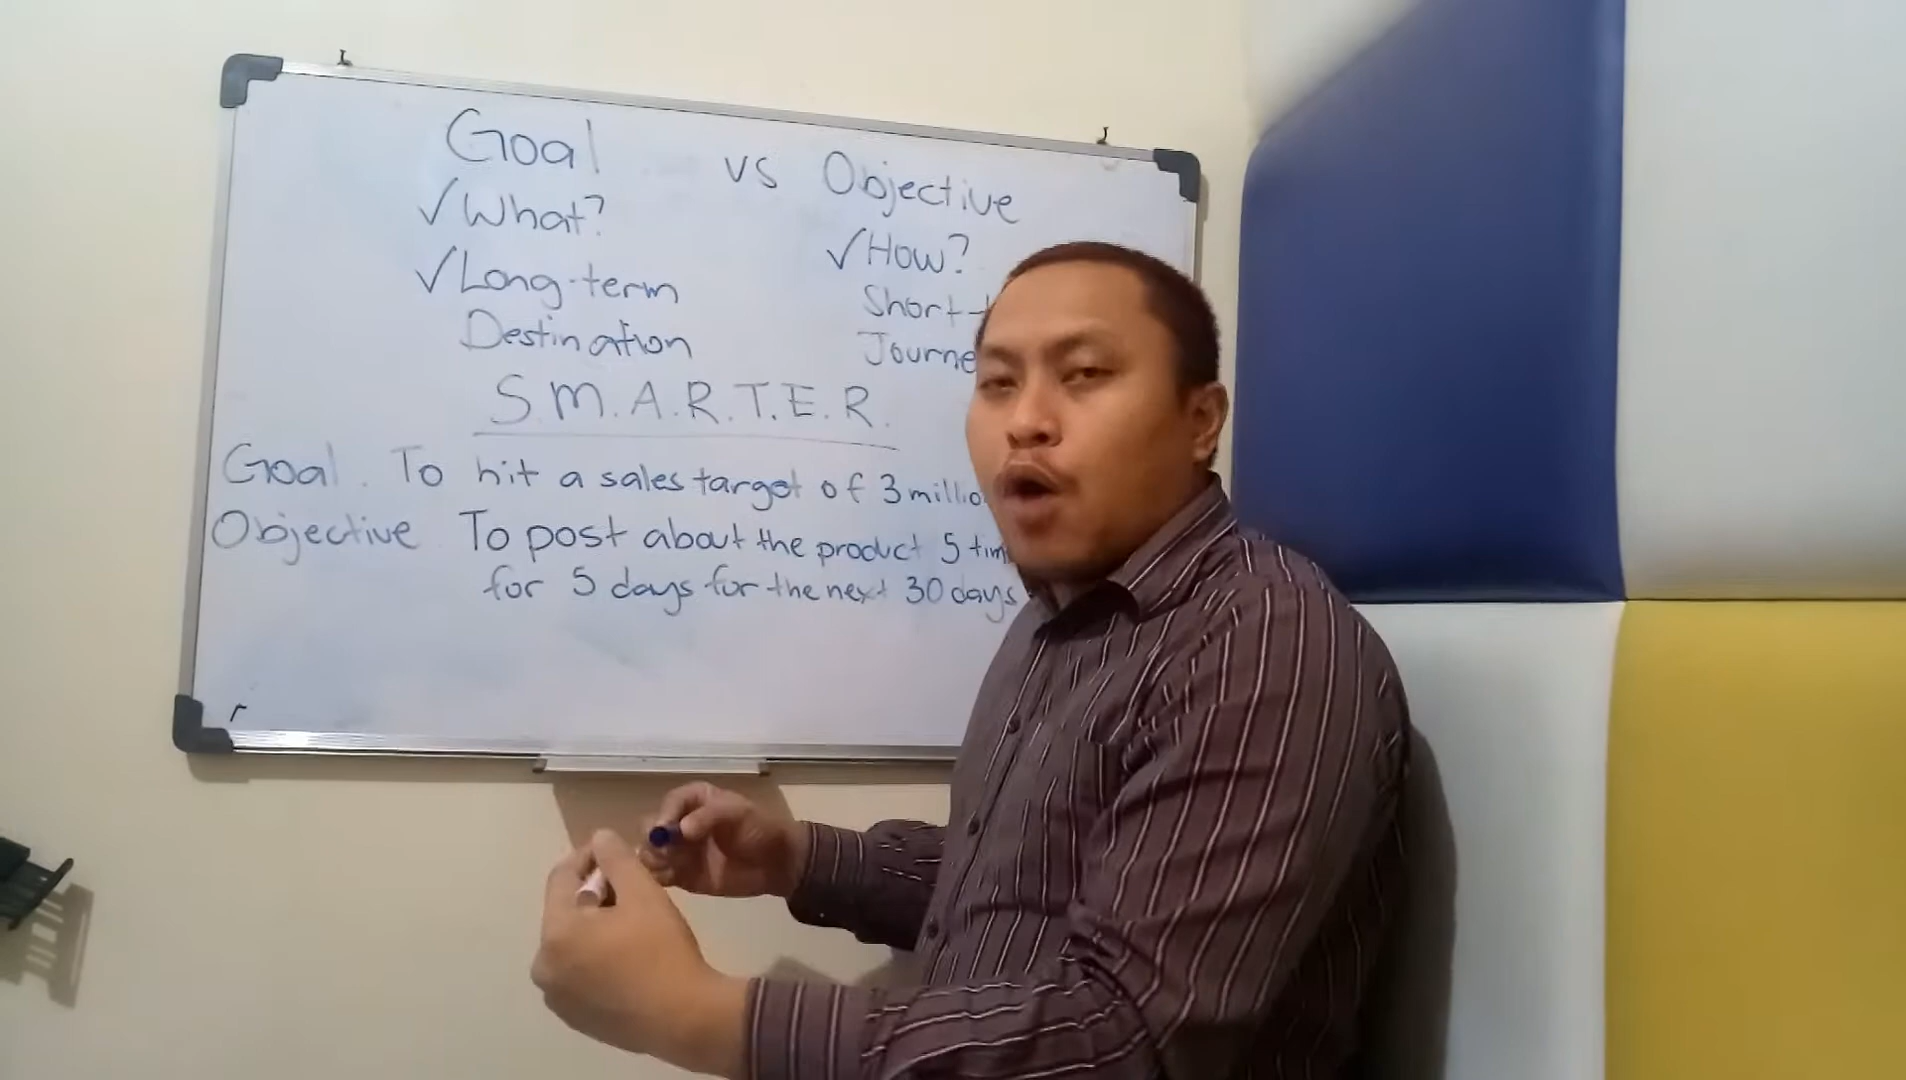 Goal vs Objective
✓What? ✓How?
✓Long-term Short-
Destination
S.M.A.R.T.E.R.
Goal. To hit a sales target of 3
Objective To post about the product 5
for 5 days for the next 30 days